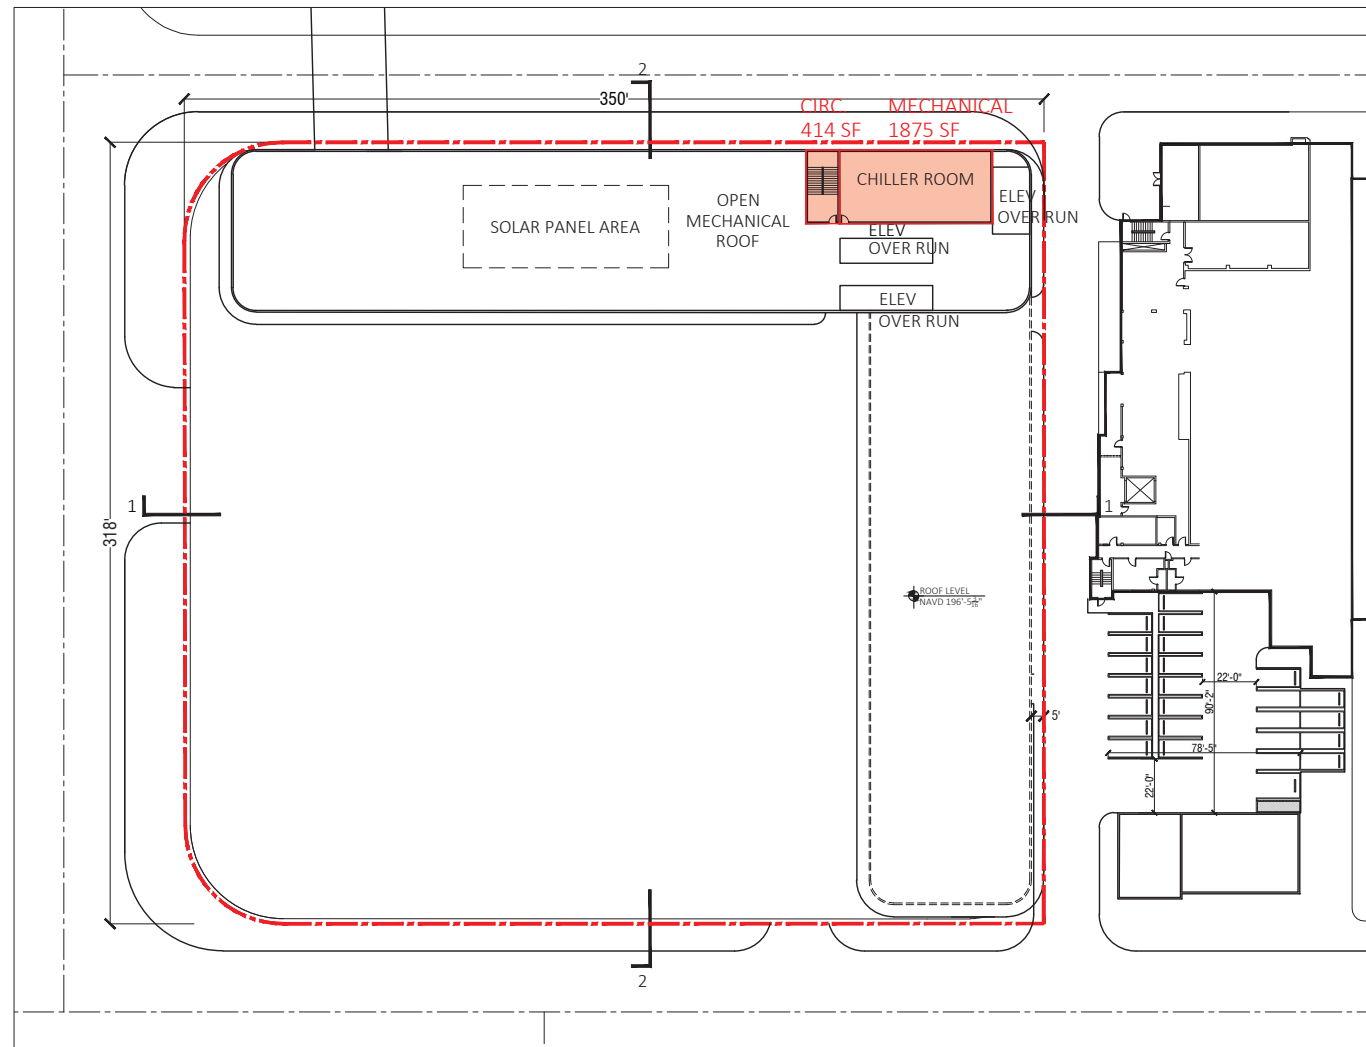 2
350'
CIRC. MECHANICAL
414 SF 1875 SF
CHILLER ROOM
OPEN
MECHANICAL
ROOF
SOLAR PANEL AREA
ELEV
OVER RUN
ELEV
OVER RUN
ELEV
OVER RUN
1
1
318'
ROOF LEVEL
22'-0"
90'-2"
5'
78'-5"
22'-0"
2